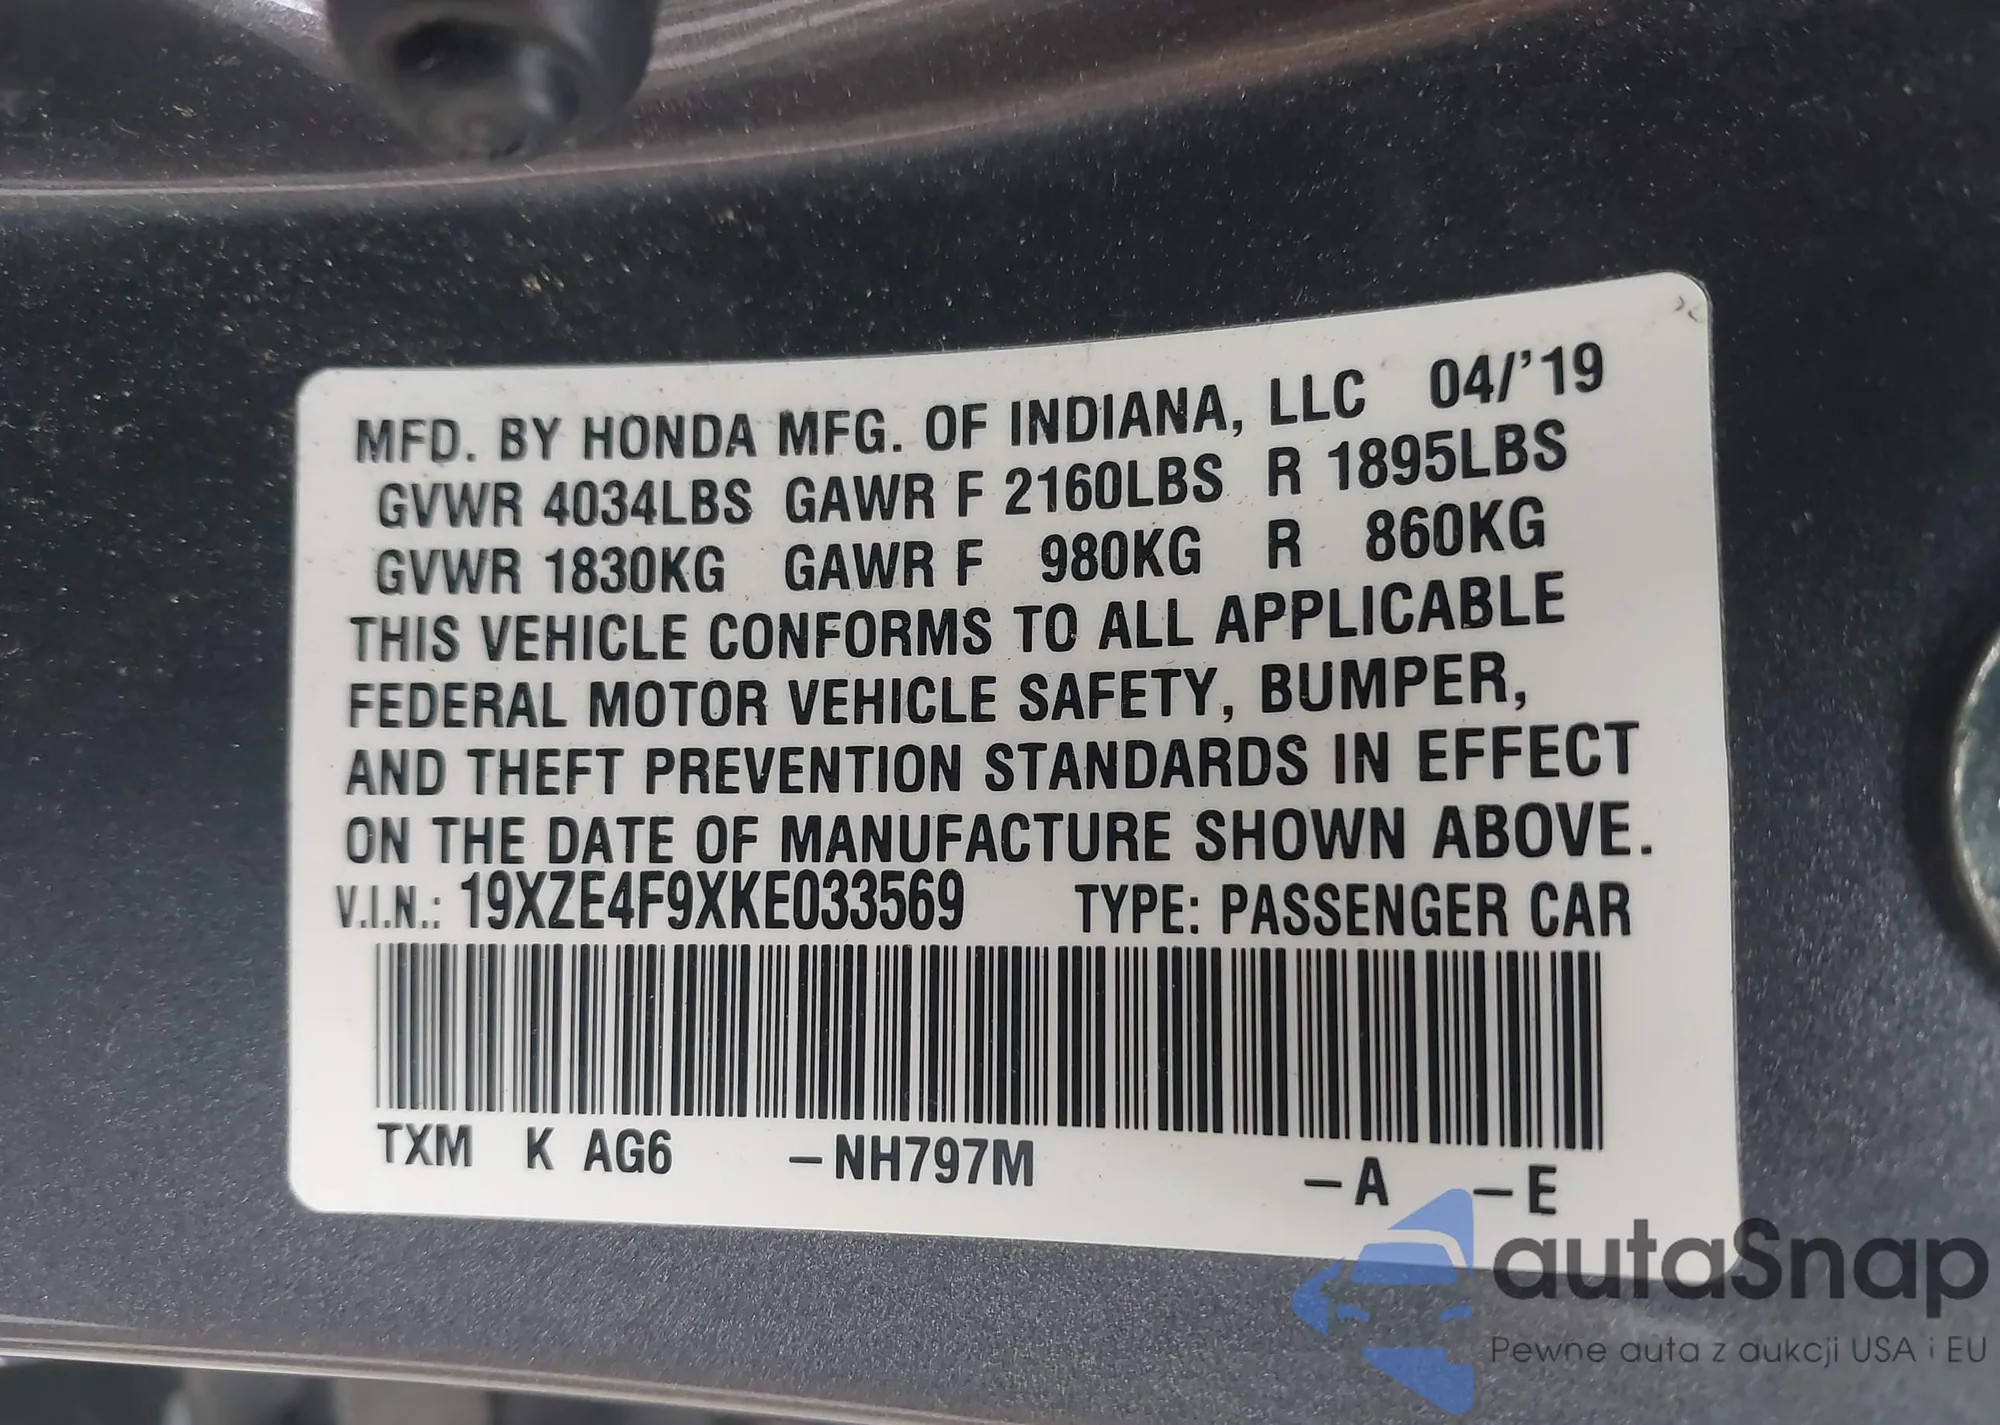 MFD. BY HONDA MFG. OF INDIANA, LLC 04/'19
GVWR 4034LBS GAWR F 2160LBS R 1895LBS
GVWR 1830KG GAWR F 980KG R 860KG
THIS VEHICLE CONFORMS TO ALL APPLICABLE
FEDERAL MOTOR VEHICLE SAFETY, BUMPER,
AND THEFT PREVENTION STANDARDS IN EFFECT
ON THE DATE OF MANUFACTURE SHOWN ABOVE.
V.I.N.: 19XZE4F9XKE033569 TYPE: PASSENGER CAR
TXM K AG6 –NH797M –A –E
autaSnap
Pewne auta z aukcji USA i EU